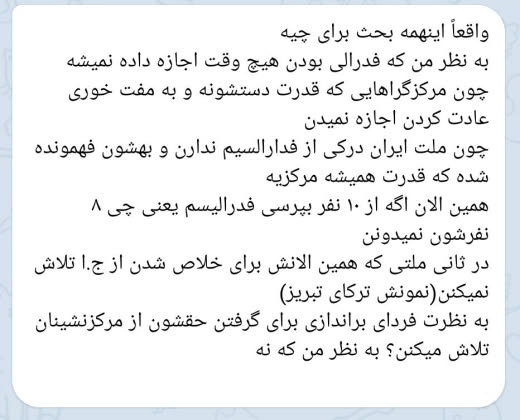 واقعاً اینهمه بحث برای چیه
به نظر من که فدرالی بودن هیچ وقت اجازه داده نمیشه
چون مرکزگراهایی که قدرت دستشونه و به مفت خوری
عادت کردن اجازه نمیدن
چون ملت ایران درکی از فدارالسیم ندارن و بهشون فهمونده
شده که قدرت همیشه مرکزیه
همین الان اگه از ۱۰ نفر بپرسی فدرالیسم یعنی چی ۸
نفرشون نمیدونن
در ثانی ملتی که همین الانش برای خلاص شدن از ج.ا تلاش
نمیکنن(نمونش ترکای تبریز)
به نظرت فردای براندازی برای گرفتن حقشون از مرکزنشینان
تلاش میکنن؟ به نظر من که نه